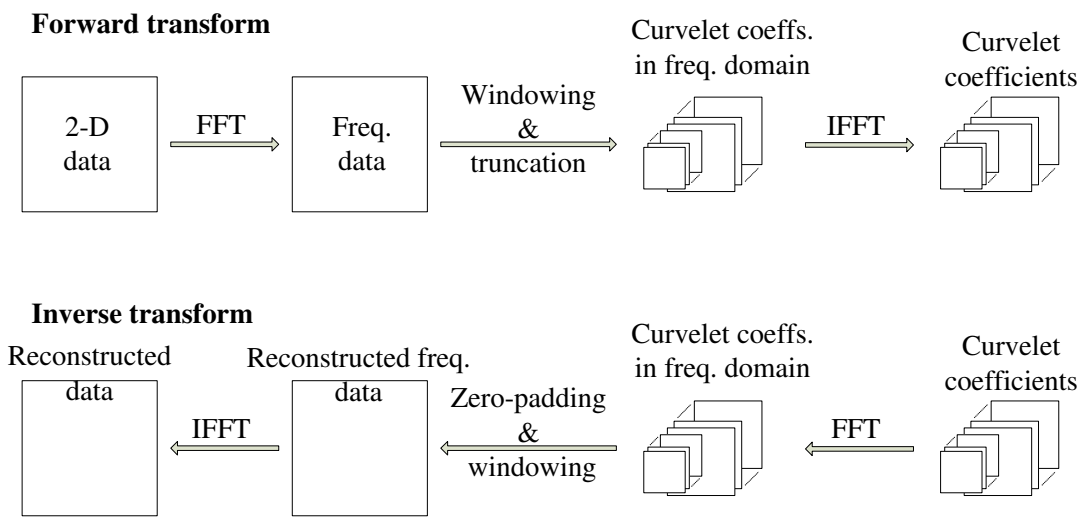 Forward transform
2-D
data
FFT
Freq.
data
Windowing
&
truncation
Curvelet coeffs.
in freq. domain
IFFT
Curvelet
coefficients
Inverse transform
Reconstructed
data
IFFT
Reconstructed freq.
data
Zero-padding
&
windowing
Curvelet coeffs.
in freq. domain
FFT
Curvelet
coefficients